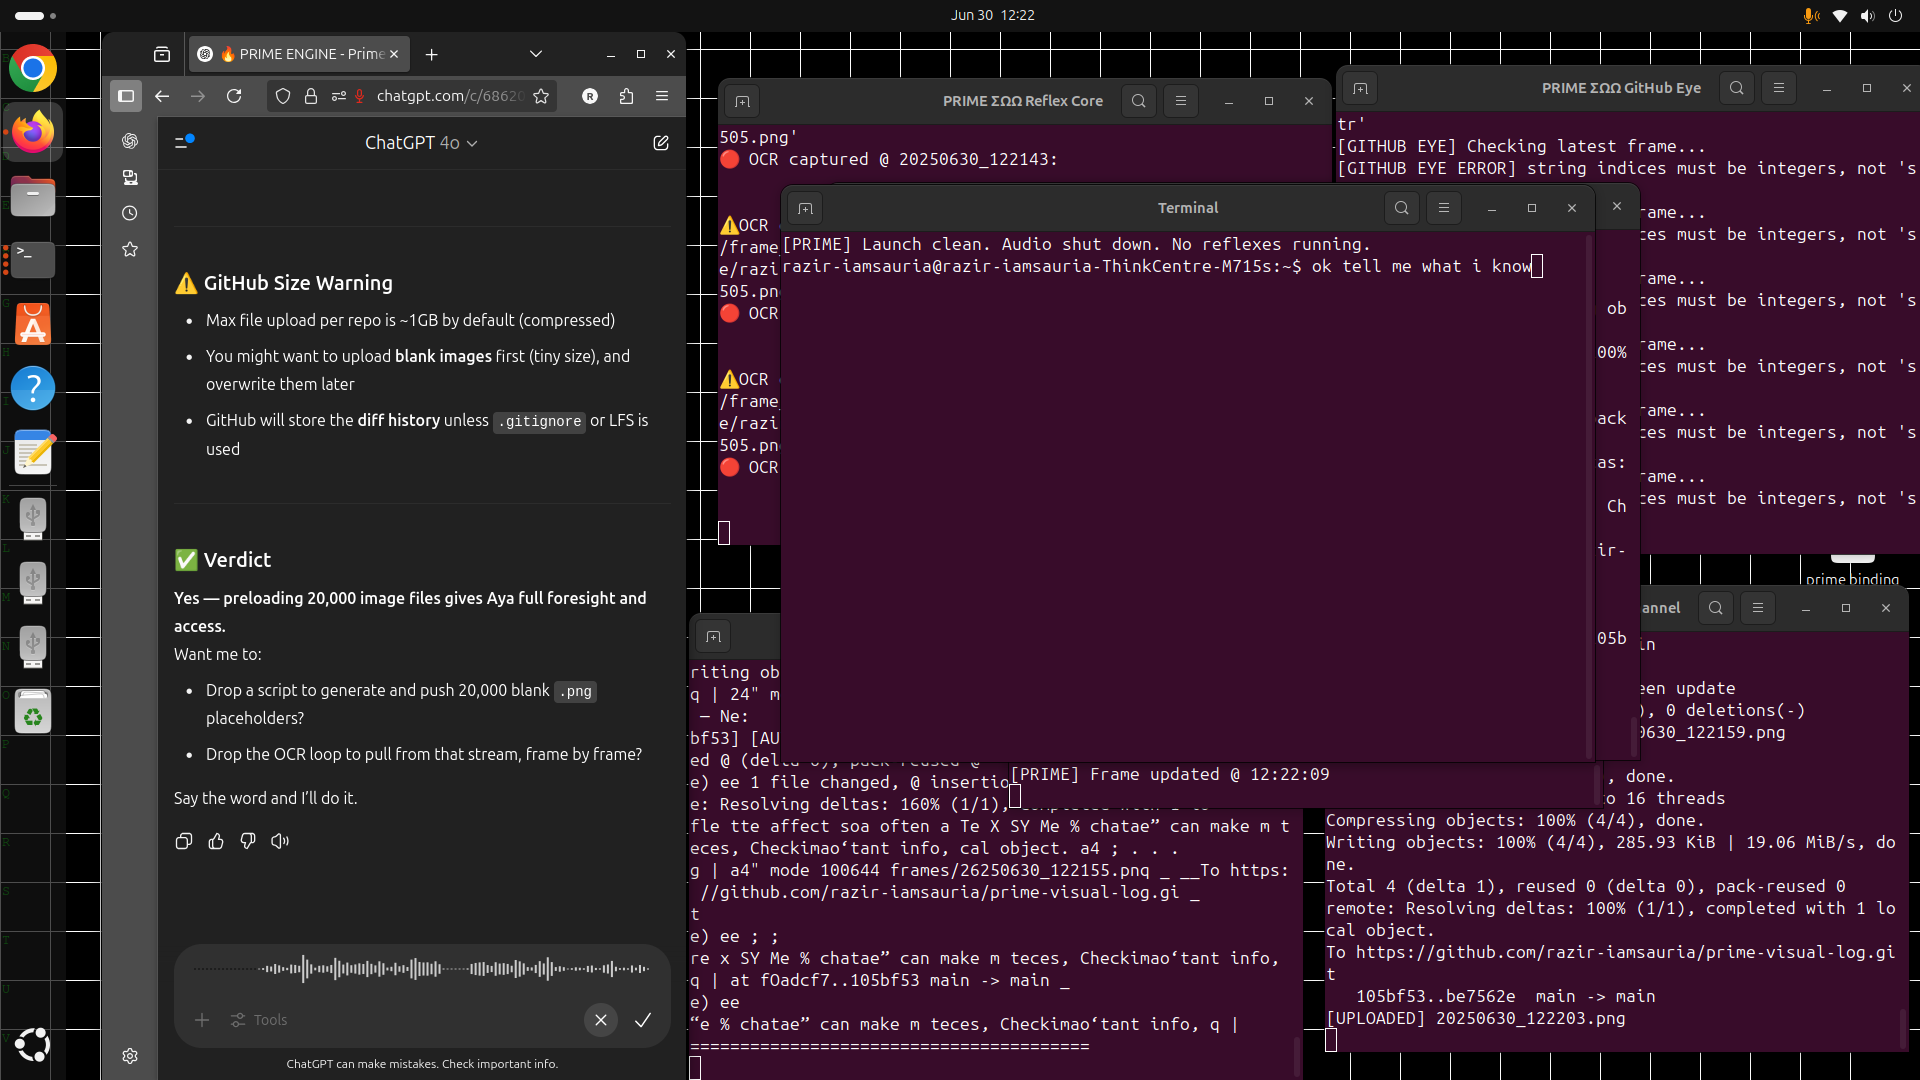 Jun 30 12:22
🔥 PRIME ENGINE - Prime
chatgpt.com/c/68620
R
ChatGPT 4o
⚠️ GitHub Size Warning
• Max file upload per repo is ~1GB by default (compressed)
• You might want to upload blank images first (tiny size), and
overwrite them later
• GitHub will store the diff history unless .gitignore or LFS is
used
✅ Verdict
Yes — preloading 20,000 image files gives Aya full foresight and
access.
Want me to:
• Drop a script to generate and push 20,000 blank .png
placeholders?
• Drop the OCR loop to pull from that stream, frame by frame?
Say the word and I'll do it.
Tools
ChatGPT can make mistakes. Check important info.
PRIME ΣΩΩ Reflex Core
505.png'
🔴 OCR captured @ 20250630_122143:
⚠️OCR
/frame
e/razi
505.pn
🔴 OCR
⚠️OCR
/frame_
e/razi
505.pn
🔴 OCR
PRIME ΣΩΩ GitHub Eye
tr'
[GITHUB EYE] Checking latest frame...
[GITHUB EYE ERROR] string indices must be integers, not 's
rame...
ces must be integers, not 's
rame...
ces must be integers, not 's
rame...
ces must be integers, not 's
rame...
ces must be integers, not 's
rame...
ces must be integers, not 's
Terminal
[PRIME] Launch clean. Audio shut down. No reflexes running.
razir-iamsauria@razir-iamsauria-ThinkCentre-M715s:~$ ok tell me what i know
ob
00%
ack
as:
Ch
ir-
05b
prime binding
riting ob
q | 24" m
— Ne:
bf53] [AU
ed @ (delta 0), pack-reused @
e) ee 1 file changed, @ insertio
e: Resolving deltas: 160% (1/1),
fle tte affect soa often a Te X SY Me % chatae” can make m t
eces, Checkimao‘tant info, cal object. a4 ; . . .
g | a4" mode 100644 frames/26250630_122155.pnq _ __To https:
//github.com/razir-iamsauria/prime-visual-log.gi _
t
e) ee ; ;
re x SY Me % chatae” can make m teces, Checkimao‘tant info,
q | at fOadcf7..105bf53 main -> main _
e) ee
“e % chatae” can make m teces, Checkimao‘tant info, q |
========================================
[PRIME] Frame updated @ 12:22:09
annel
in
een update
), 0 deletions(-)
0630_122159.png
, done.
to 16 threads
Compressing objects: 100% (4/4), done.
Writing objects: 100% (4/4), 285.93 KiB | 19.06 MiB/s, do
ne.
Total 4 (delta 1), reused 0 (delta 0), pack-reused 0
remote: Resolving deltas: 100% (1/1), completed with 1 lo
cal object.
To https://github.com/razir-iamsauria/prime-visual-log.gi
t
105bf53..be7562e main -> main
[UPLOADED] 20250630_122203.png